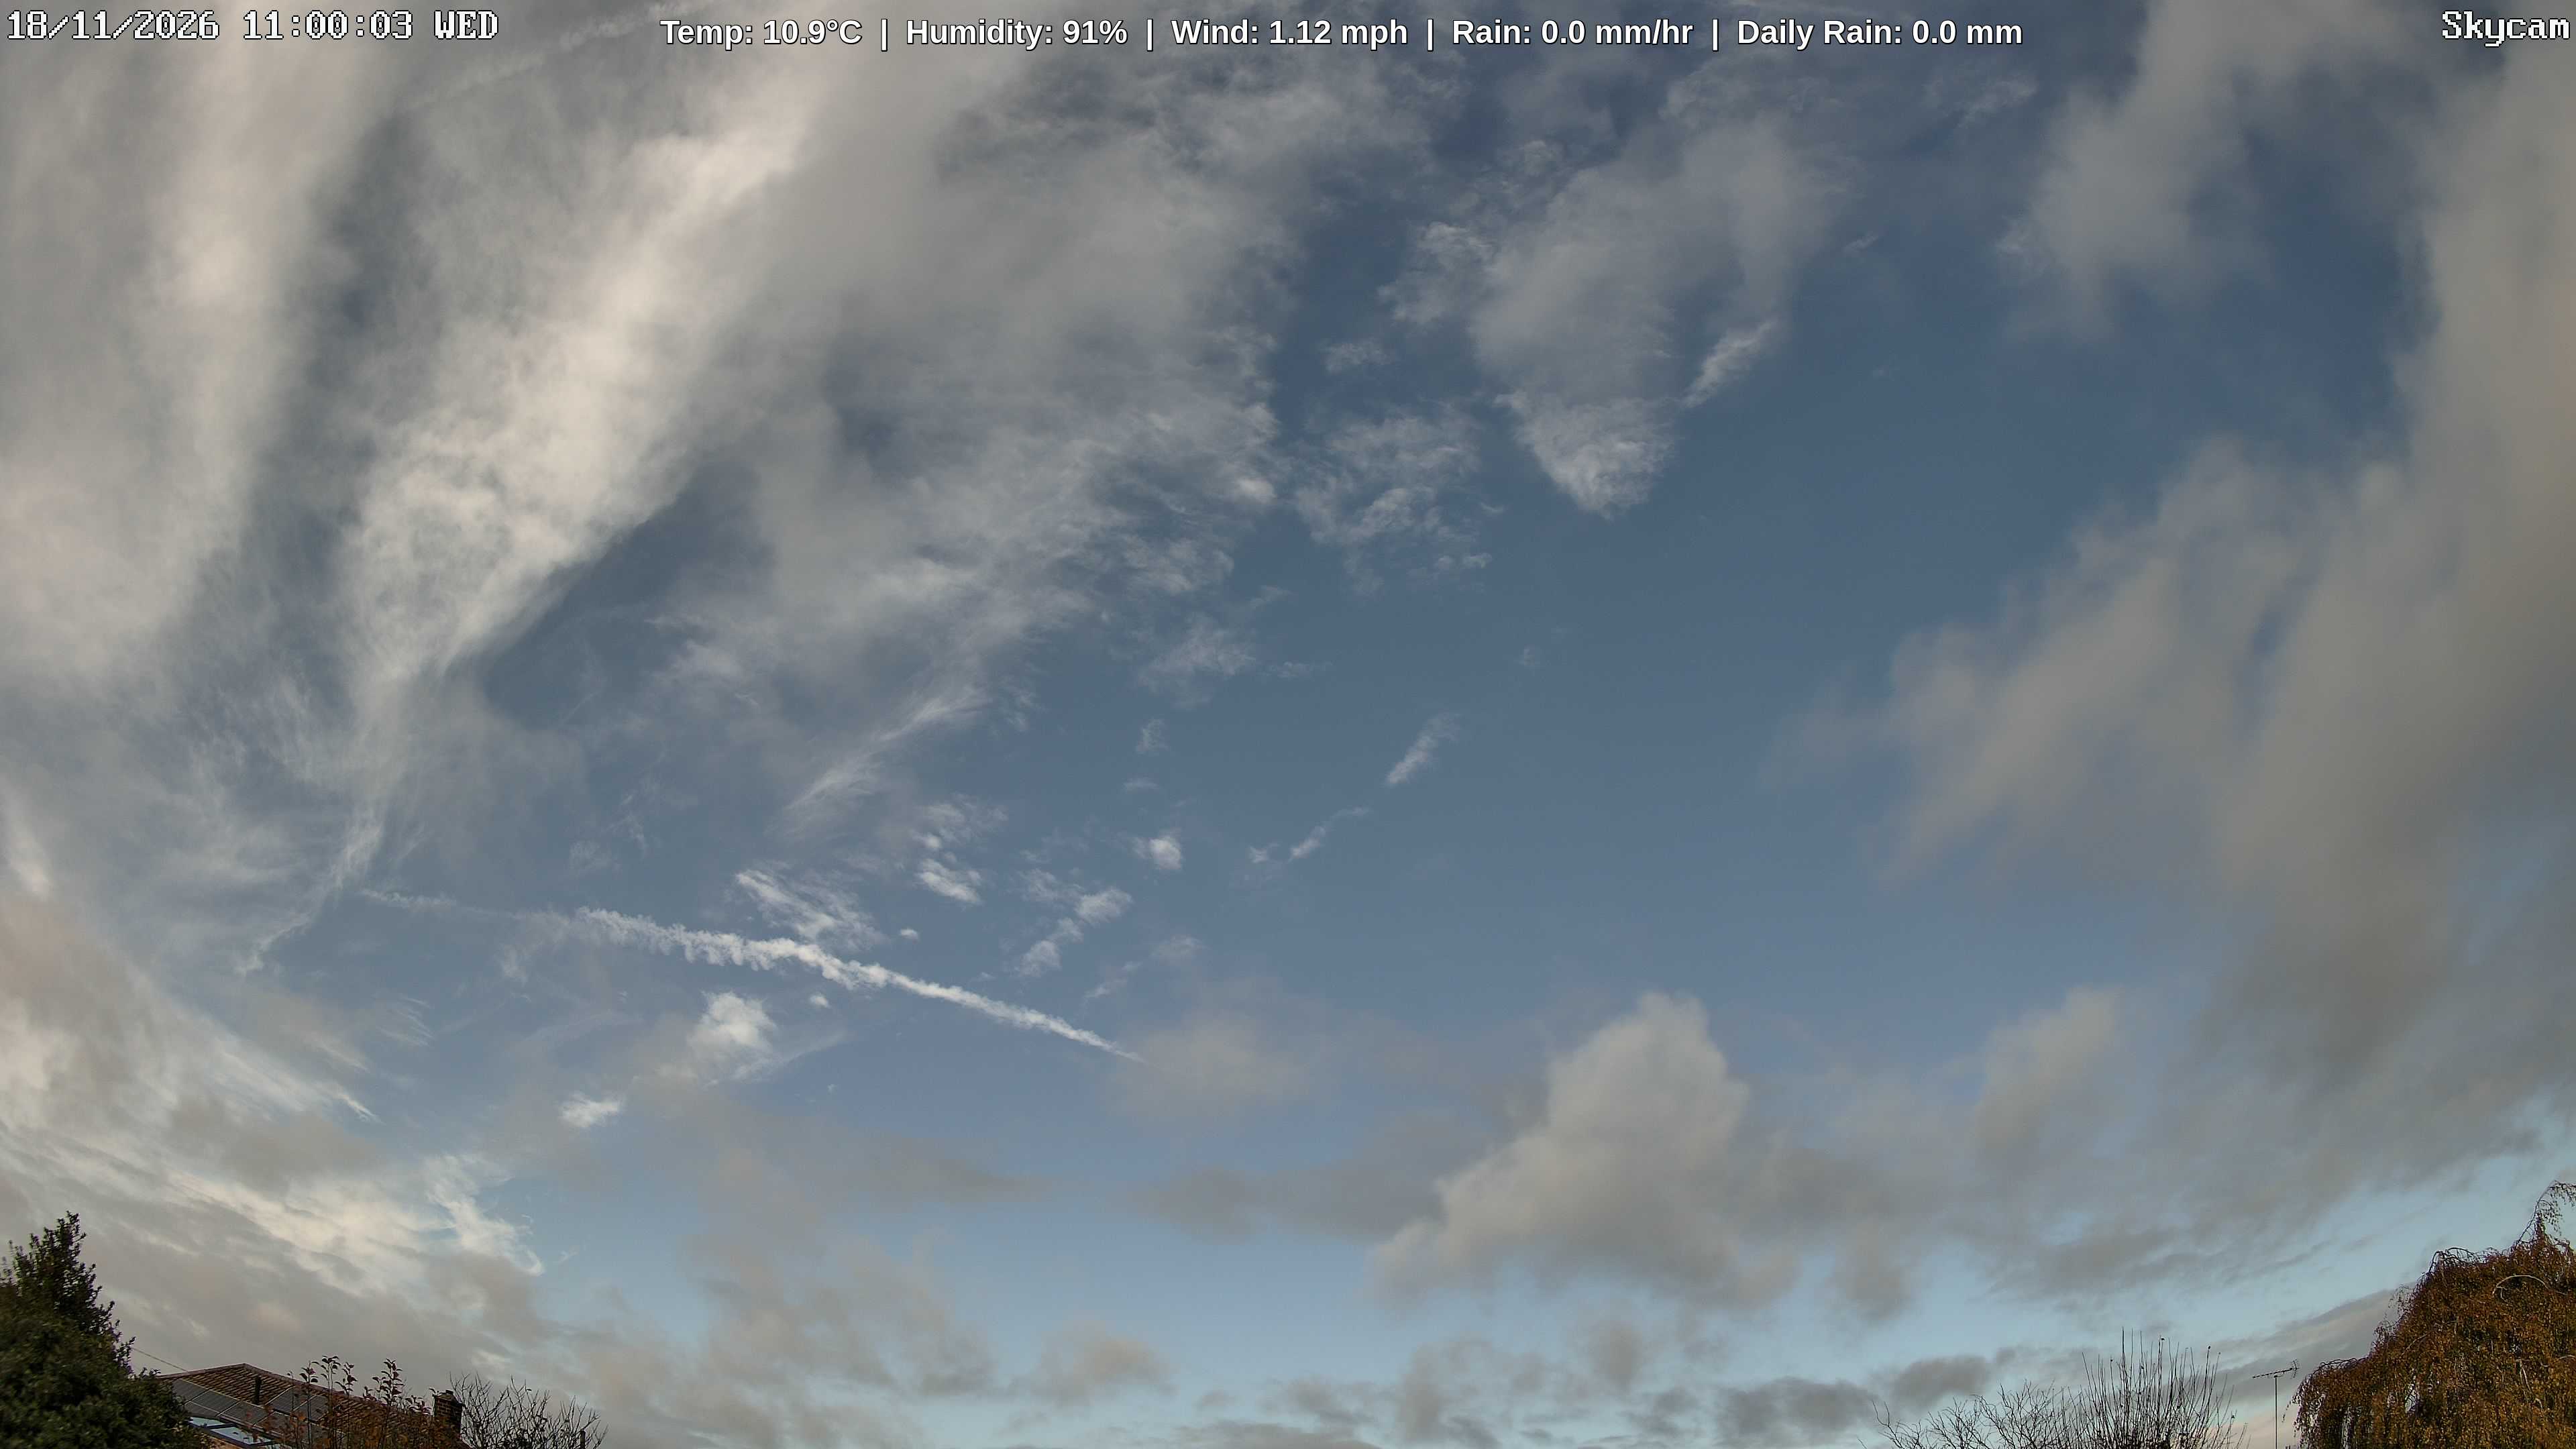 18/11/2026 11:00:03 WED
Temp: 10.9°C | Humidity: 91% | Wind: 1.12 mph | Rain: 0.0 mm/hr | Daily Rain: 0.0 mm
Skycam